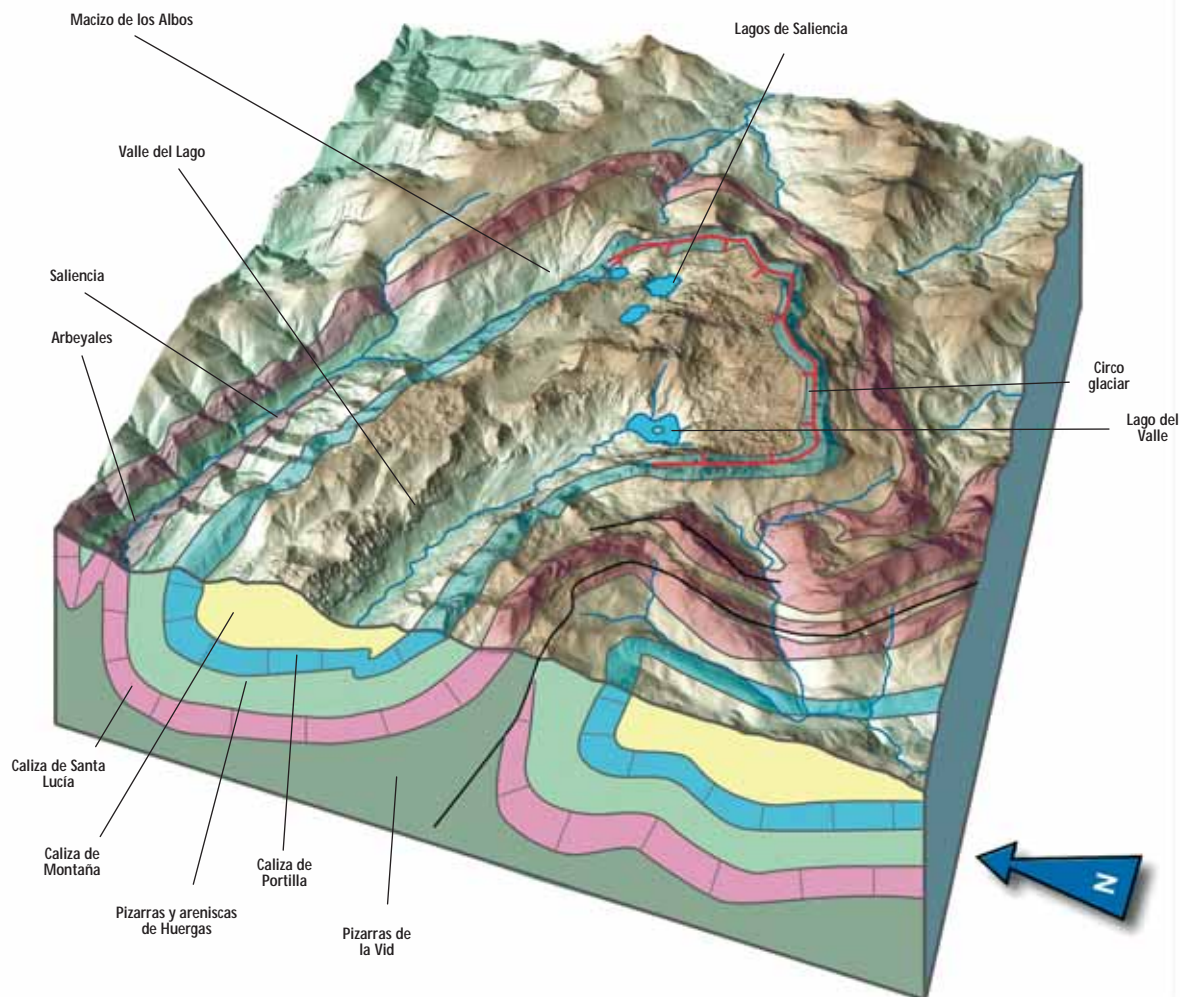 Macizo de los Albos
Lagos de Saliencia
Valle del Lago
Saliencia
Arbeyales
Circo
glaciar
Lago del
Valle
Caliza de Santa
Lucía
Caliza de
Montaña
Caliza de
Portilla
Pizarras y areniscas
de Huergas
Pizarras de
la Vid
N